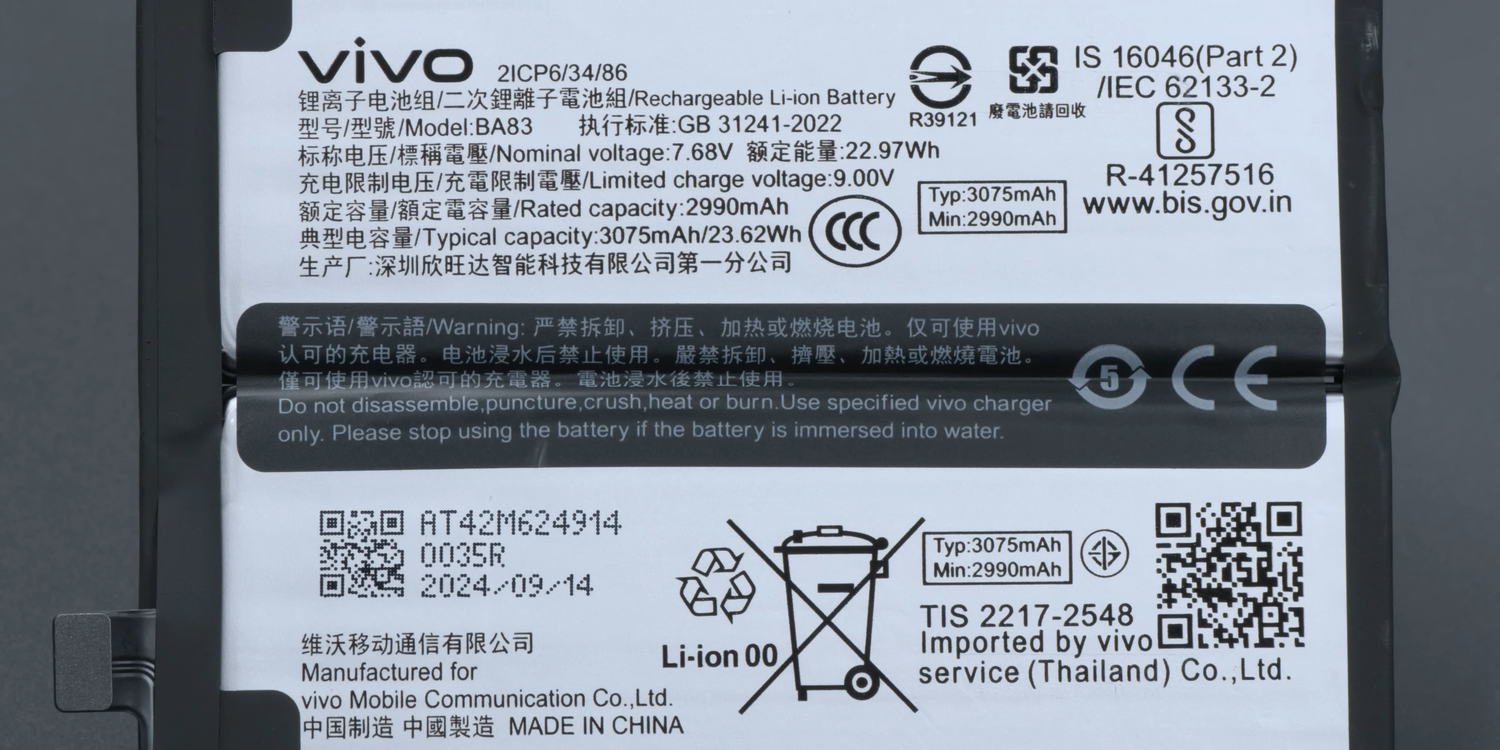 vivo 2ICP6/34/86
锂离子电池组/二次鋰離子電池組/Rechargeable Li-ion Battery
型号/型號/Model:BA83 执行标准:GB 31241-2022
标称电压/標稱電壓/Nominal voltage:7.68V 额定能量:22.97Wh
充电限制电压/充電限制電壓/Limited charge voltage:9.00V
额定容量/額定電容量/Rated capacity:2990mAh
典型电容量/Typical capacity:3075mAh/23.62Wh
生产厂:深圳欣旺达智能科技有限公司第一分公司
CCC
R39121
廢電池請回收
IS 16046(Part 2)
/IEC 62133-2
R-41257516
www.bis.gov.in
Typ:3075mAh
Min:2990mAh
警示语/警示語/Warning: 严禁拆卸、挤压、加热或燃烧电池。仅可使用vivo
认可的充电器。电池浸水后禁止使用。嚴禁拆卸、擠壓、加熱或燃燒電池。
僅可使用vivo認可的充電器。電池浸水後禁止使用。
Do not disassemble,puncture,crush,heat or burn.Use specified vivo charger
only. Please stop using the battery if the battery is immersed into water.
5 CE
AT42M624914
0035R
2024/09/14
维沃移动通信有限公司
Manufactured for
vivo Mobile Communication Co.,Ltd.
中国制造 中國製造 MADE IN CHINA
Li-ion 00
Typ:3075mAh
Min:2990mAh
TIS 2217-2548
Imported by vivo
service (Thailand) Co.,Ltd.